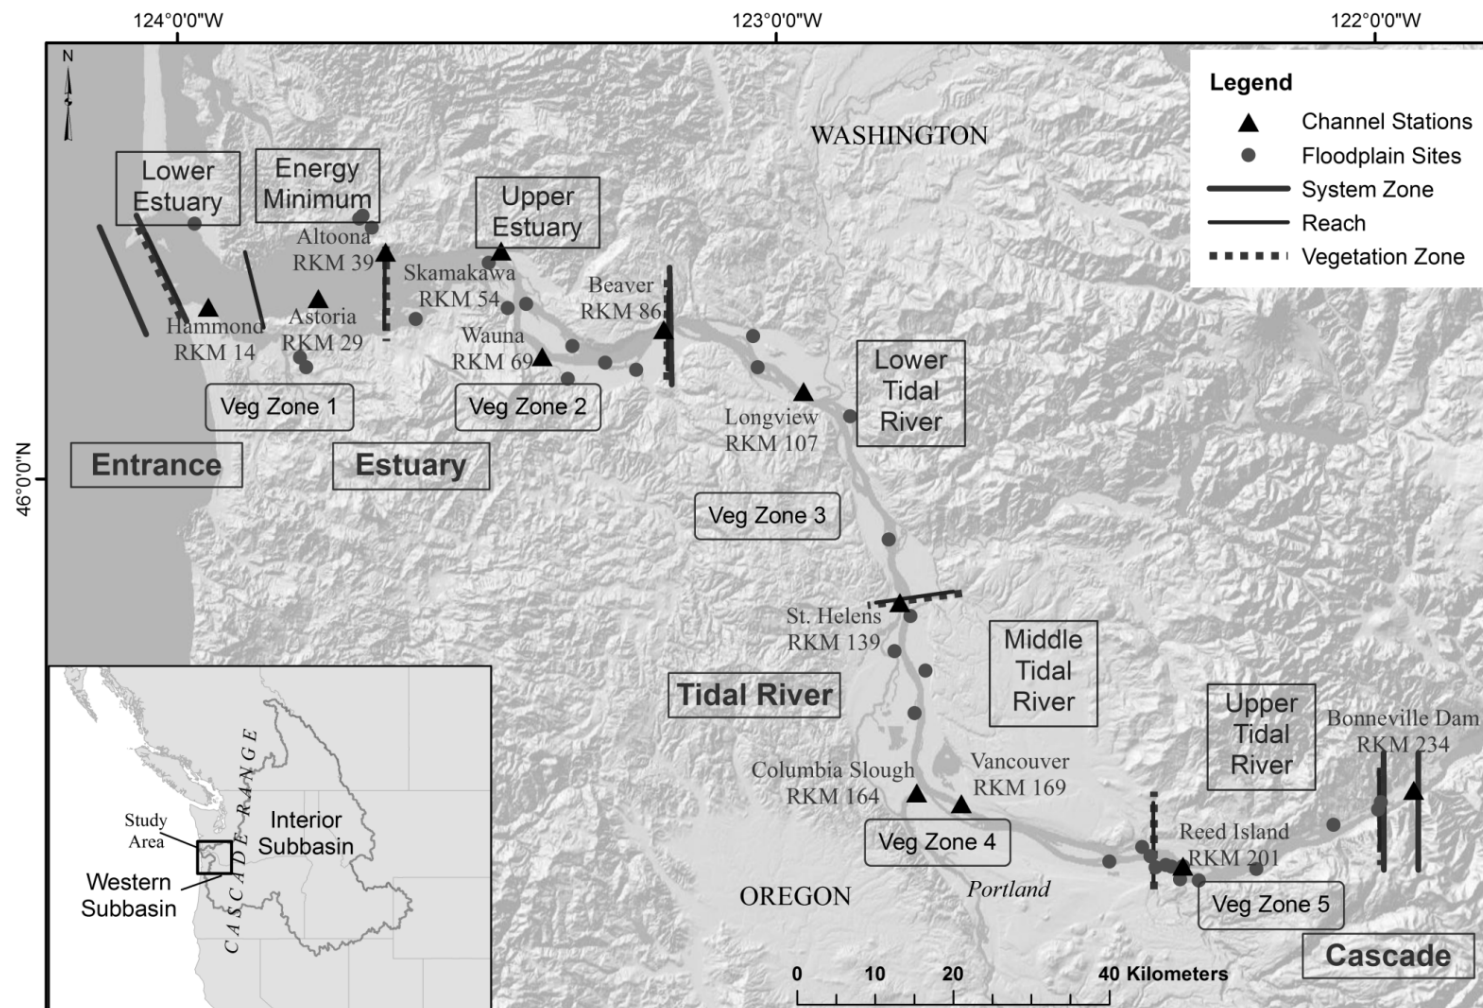 124°0'0"W
123°0'0"W
122°0'0"W
N
46°0'0"N
Legend
Channel Stations
Floodplain Sites
System Zone
Reach
Vegetation Zone
WASHINGTON
Lower
Estuary
Energy
Minimum
Upper
Estuary
Altoona
RKM 39
Skamakawa
RKM 54
Beaver
RKM 86
Hammond
RKM 14
Astoria
RKM 29
Wauna
RKM 69
Lower
Tidal
River
Veg Zone 1
Veg Zone 2
Longview
RKM 107
Entrance
Estuary
Veg Zone 3
St. Helens
RKM 139
Middle
Tidal
River
Tidal River
Upper
Tidal
River
Bonneville Dam
RKM 234
Columbia Slough
RKM 164
Vancouver
RKM 169
Veg Zone 4
Reed Island
RKM 201
Portland
OREGON
Veg Zone 5
Cascade
0 10 20 40 Kilometers
CASCADE RANGE
Study
Area
Interior
Subbasin
Western
Subbasin